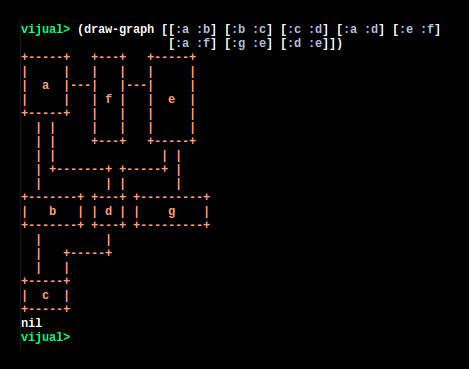 vijual> (draw-graph [[:a :b] [:b :c] [:c :d] [:a :d] [:e :f]
                     [:a :f] [:g :e] [:d :e]])
+-----+   +---+   +-----+
|     |   |   |   |     |
|  a  |---|   |---|     |
|     |   | f |   |  e  |
+-----+   |   |   |     |
  | |     |   |   |     |
  | |     +---+   +-----+
  | |               | |
  | +-------+ +-----+ |
  |         | |       |
+-------+ +---+ +---------+
|   b   | | d | |    g    |
+-------+ +---+ +---------+
  |         |
  |   +-----+
  |   |
+-----+
|  c  |
+-----+
nil
vijual>